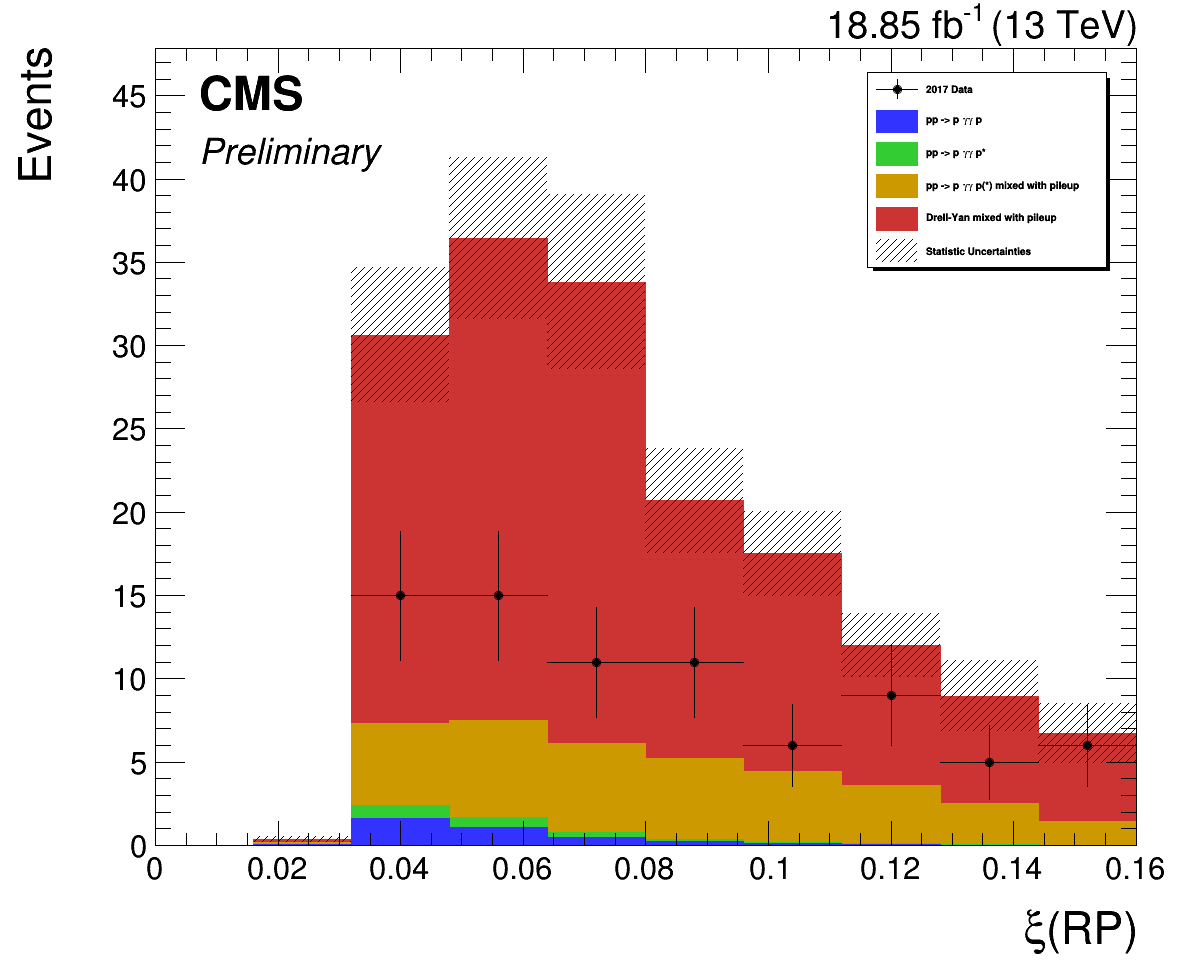 18.85 fb-1 (13 TeV)
Events
CMS
Preliminary
2017 Data
pp -> p γγ p
pp -> p γγ p*
pp -> p γγ p(*) mixed with pileup
Drell-Yan mixed with pileup
Statistic Uncertainties
45
40
35
30
25
20
15
10
5
0
0 0.02 0.04 0.06 0.08 0.1 0.12 0.14 0.16
ξ(RP)